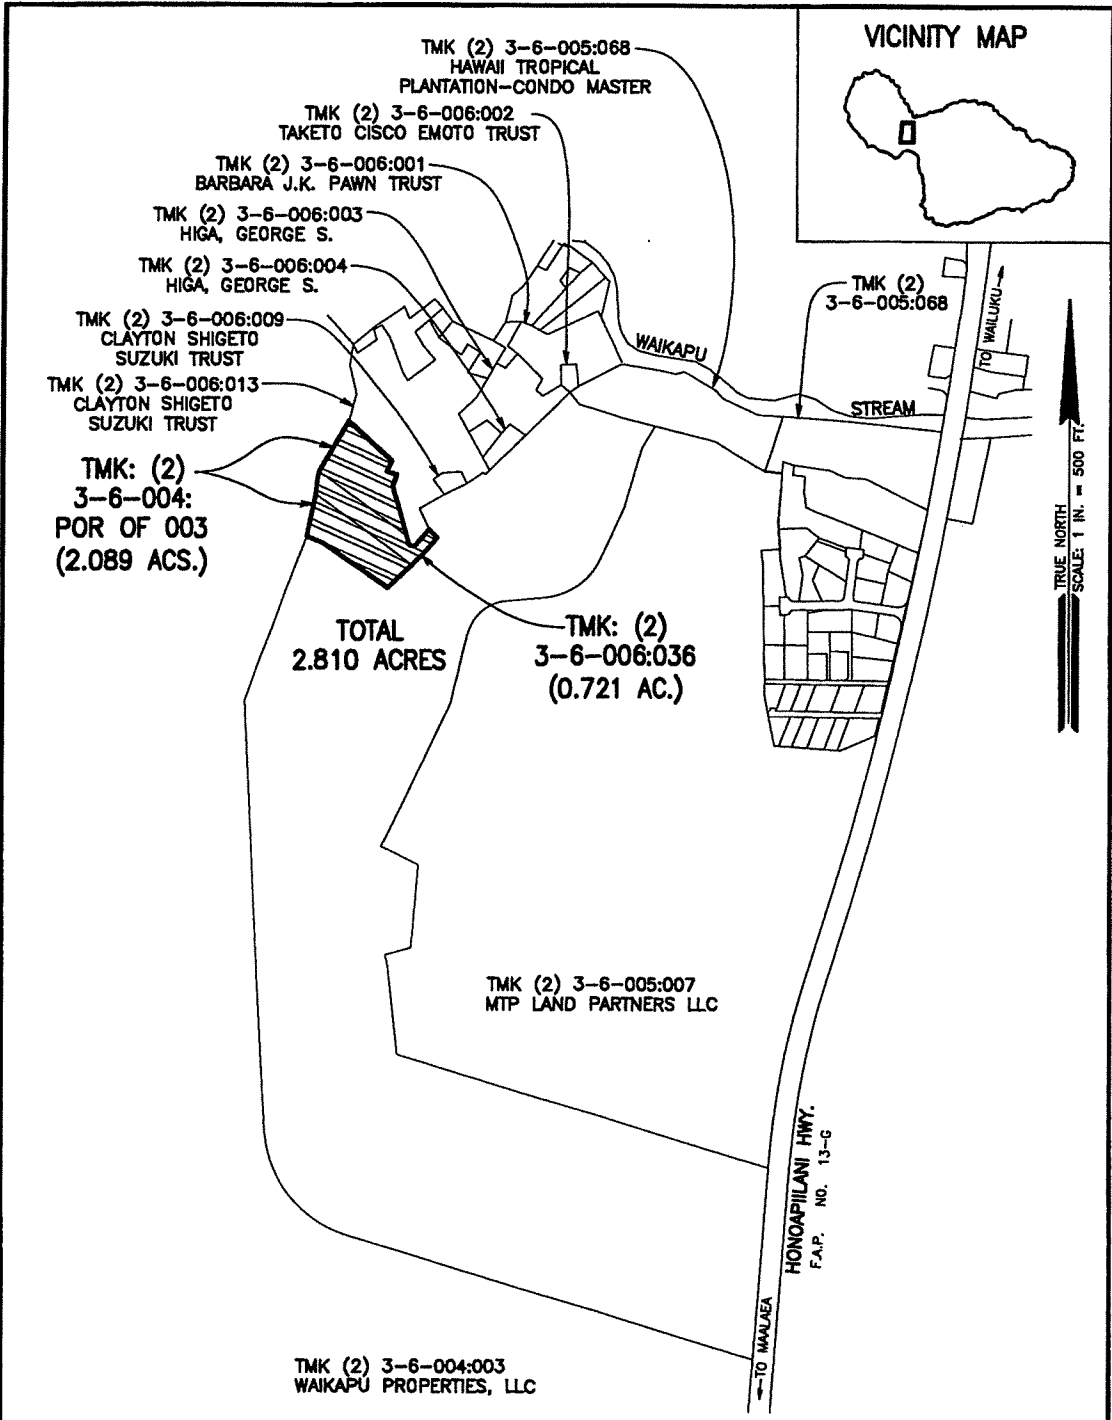 VICINITY MAP
TMK (2) 3-6-005:068
HAWAII TROPICAL
PLANTATION-CONDO MASTER
TMK (2) 3-6-006:002
TAKETO CISCO EMOTO TRUST
TMK (2) 3-6-006:001
BARBARA J.K. PAWN TRUST
TMK (2) 3-6-006:003
HIGA, GEORGE S.
TMK (2) 3-6-006:004
HIGA, GEORGE S.
TMK (2) 3-6-006:009
CLAYTON SHIGETO
SUZUKI TRUST
TMK (2) 3-6-006:013
CLAYTON SHIGETO
SUZUKI TRUST
TMK: (2)
3-6-004:
POR OF 003
(2.089 ACS.)
TMK (2)
3-6-005:068
TO WAILUKU
WAIKAPU
STREAM
TRUE NORTH
SCALE: 1 IN. = 500 FT.
TOTAL
2.810 ACRES
TMK: (2)
3-6-006:036
(0.721 AC.)
TMK (2) 3-6-005:007
MTP LAND PARTNERS LLC
HONOAPIILANI HWY.
F.A.P. NO. 13-G
TO MAALAEA
TMK (2) 3-6-004:003
WAIKAPU PROPERTIES, LLC